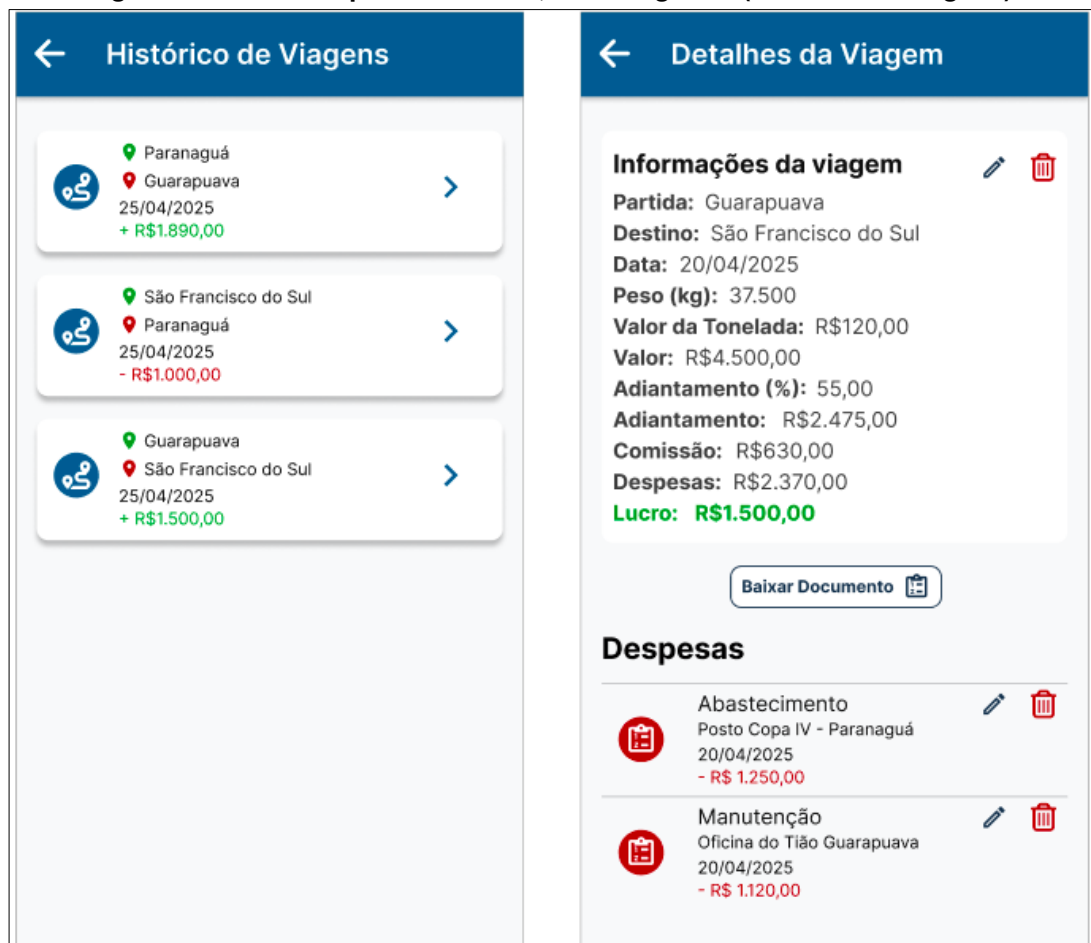 Histórico de Viagens
Paranaguá
Guarapuava
25/04/2025
+ R$1.890,00
São Francisco do Sul
Paranaguá
25/04/2025
- R$1.000,00
Guarapuava
São Francisco do Sul
25/04/2025
+ R$1.500,00
Detalhes da Viagem
Informações da viagem
Partida: Guarapuava
Destino: São Francisco do Sul
Data: 20/04/2025
Peso (kg): 37.500
Valor da Tonelada: R$120,00
Valor: R$4.500,00
Adiantamento (%): 55,00
Adiantamento: R$2.475,00
Comissão: R$630,00
Despesas: R$2.370,00
Lucro: R$1.500,00
Baixar Documento
Despesas
Abastecimento
Posto Copa IV - Paranaguá
20/04/2025
- R$ 1.250,00
Manutenção
Oficina do Tião Guarapuava
20/04/2025
- R$ 1.120,00